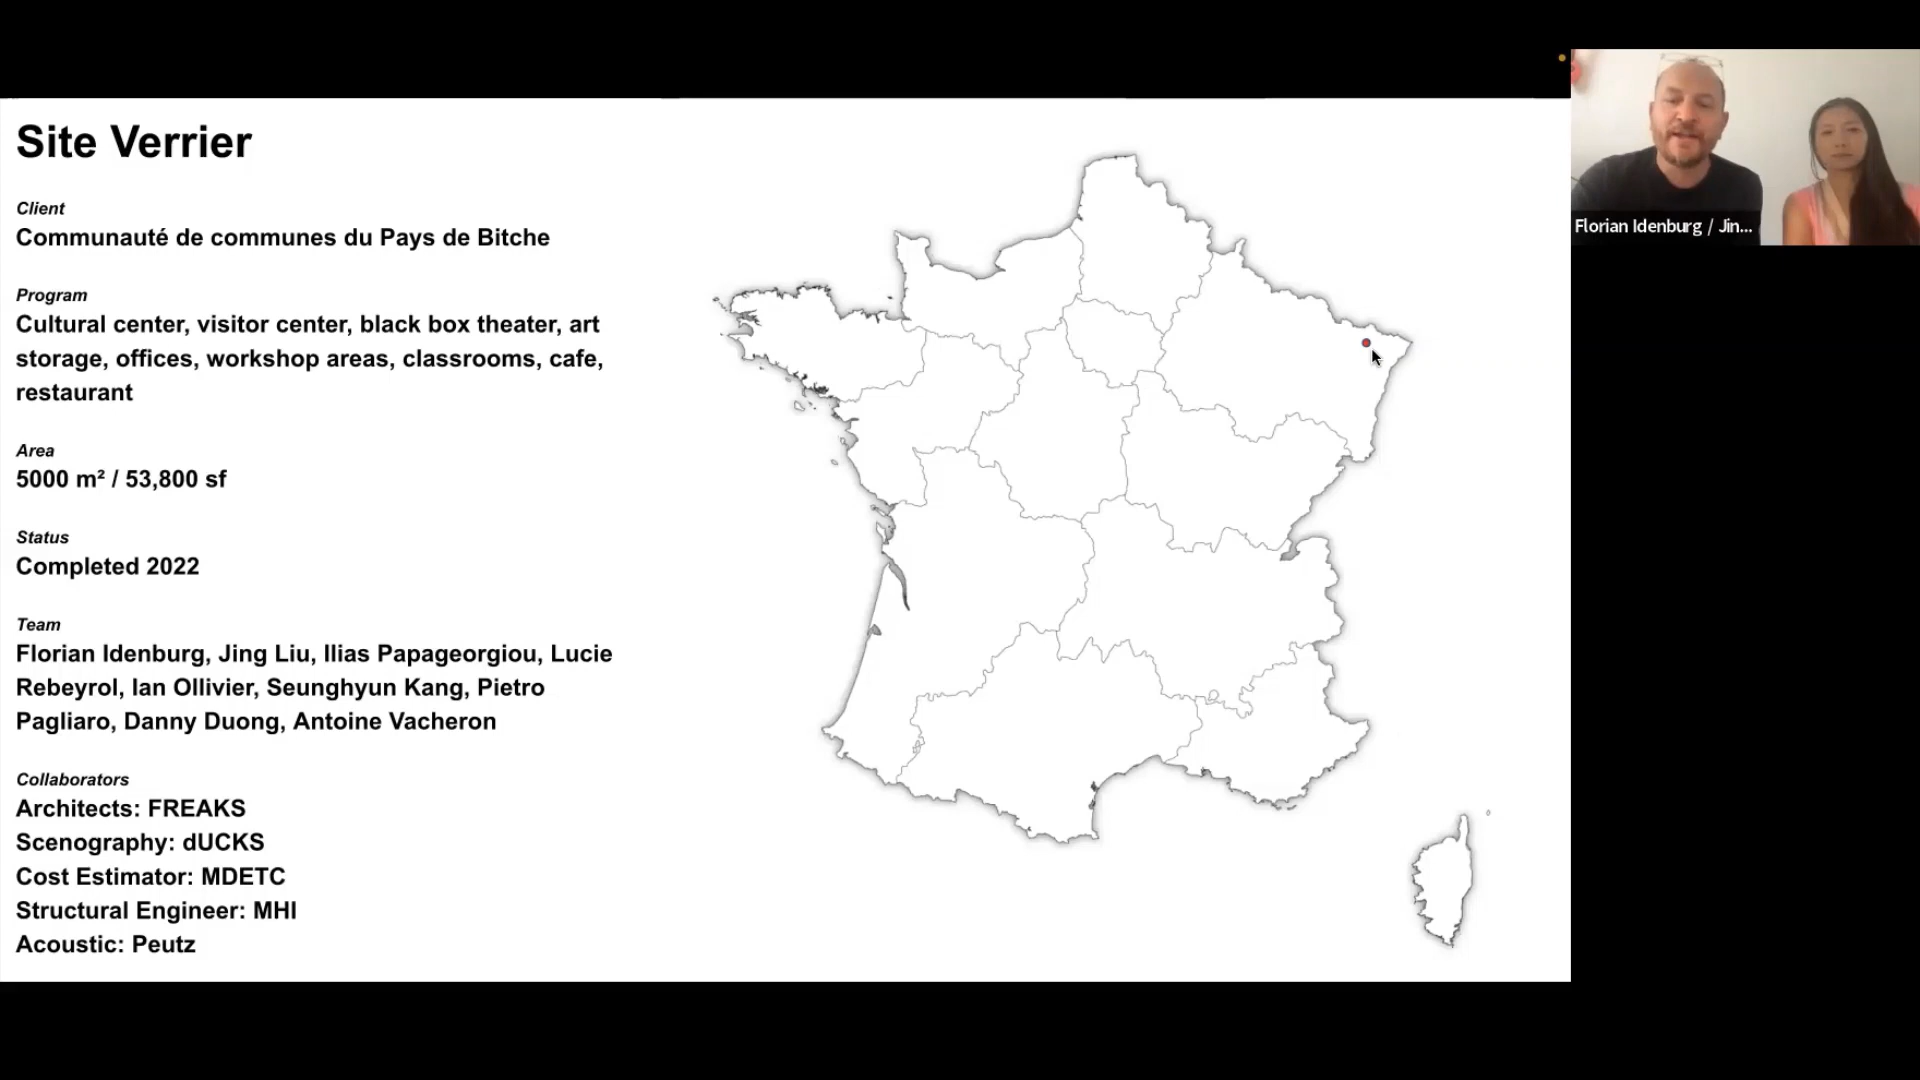 Site Verrier
Client
Communauté de communes du Pays de Bitche
Program
Cultural center, visitor center, black box theater, art
storage, offices, workshop areas, classrooms, cafe,
restaurant
Area
5000 m² / 53,800 sf
Status
Completed 2022
Team
Florian Idenburg, Jing Liu, Ilias Papageorgiou, Lucie
Rebeyrol, Ian Ollivier, Seunghyun Kang, Pietro
Pagliaro, Danny Duong, Antoine Vacheron
Collaborators
Architects: FREAKS
Scenography: dUCKS
Cost Estimator: MDETC
Structural Engineer: MHI
Acoustic: Peutz
Florian Idenburg / Jin...